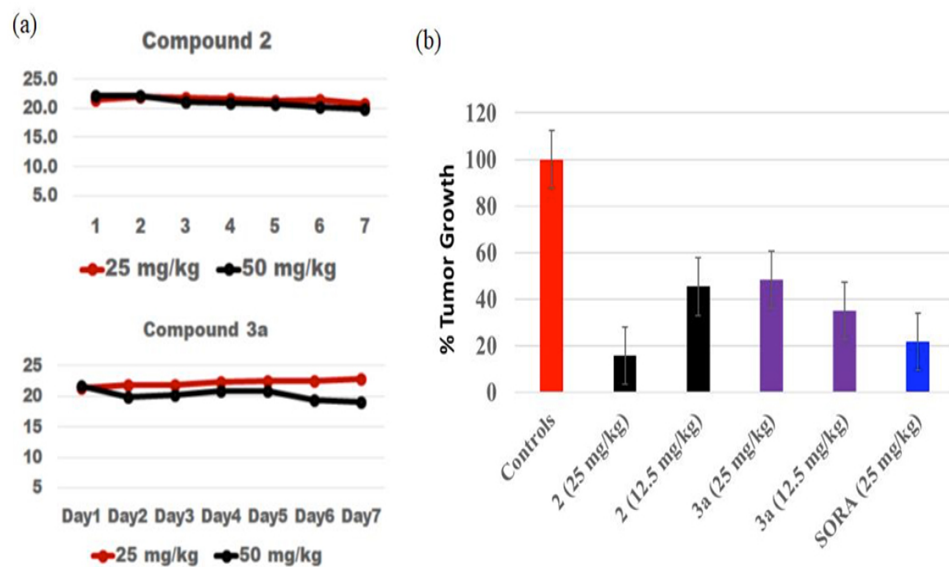 (a)
Compound 2
25.0
20.0
15.0
10.0
5.0
1 2 3 4 5 6 7
25 mg/kg 50 mg/kg
Compound 3a
25
20
15
10
5
Day1 Day2 Day3 Day4 Day5 Day6 Day7
25 mg/kg 50 mg/kg
(b)
% Tumor Growth
120
100
80
60
40
20
0
Controls
2 (25 mg/kg)
2 (12.5 mg/kg)
3a (25 mg/kg)
3a (12.5 mg/kg)
SORA (25 mg/kg)